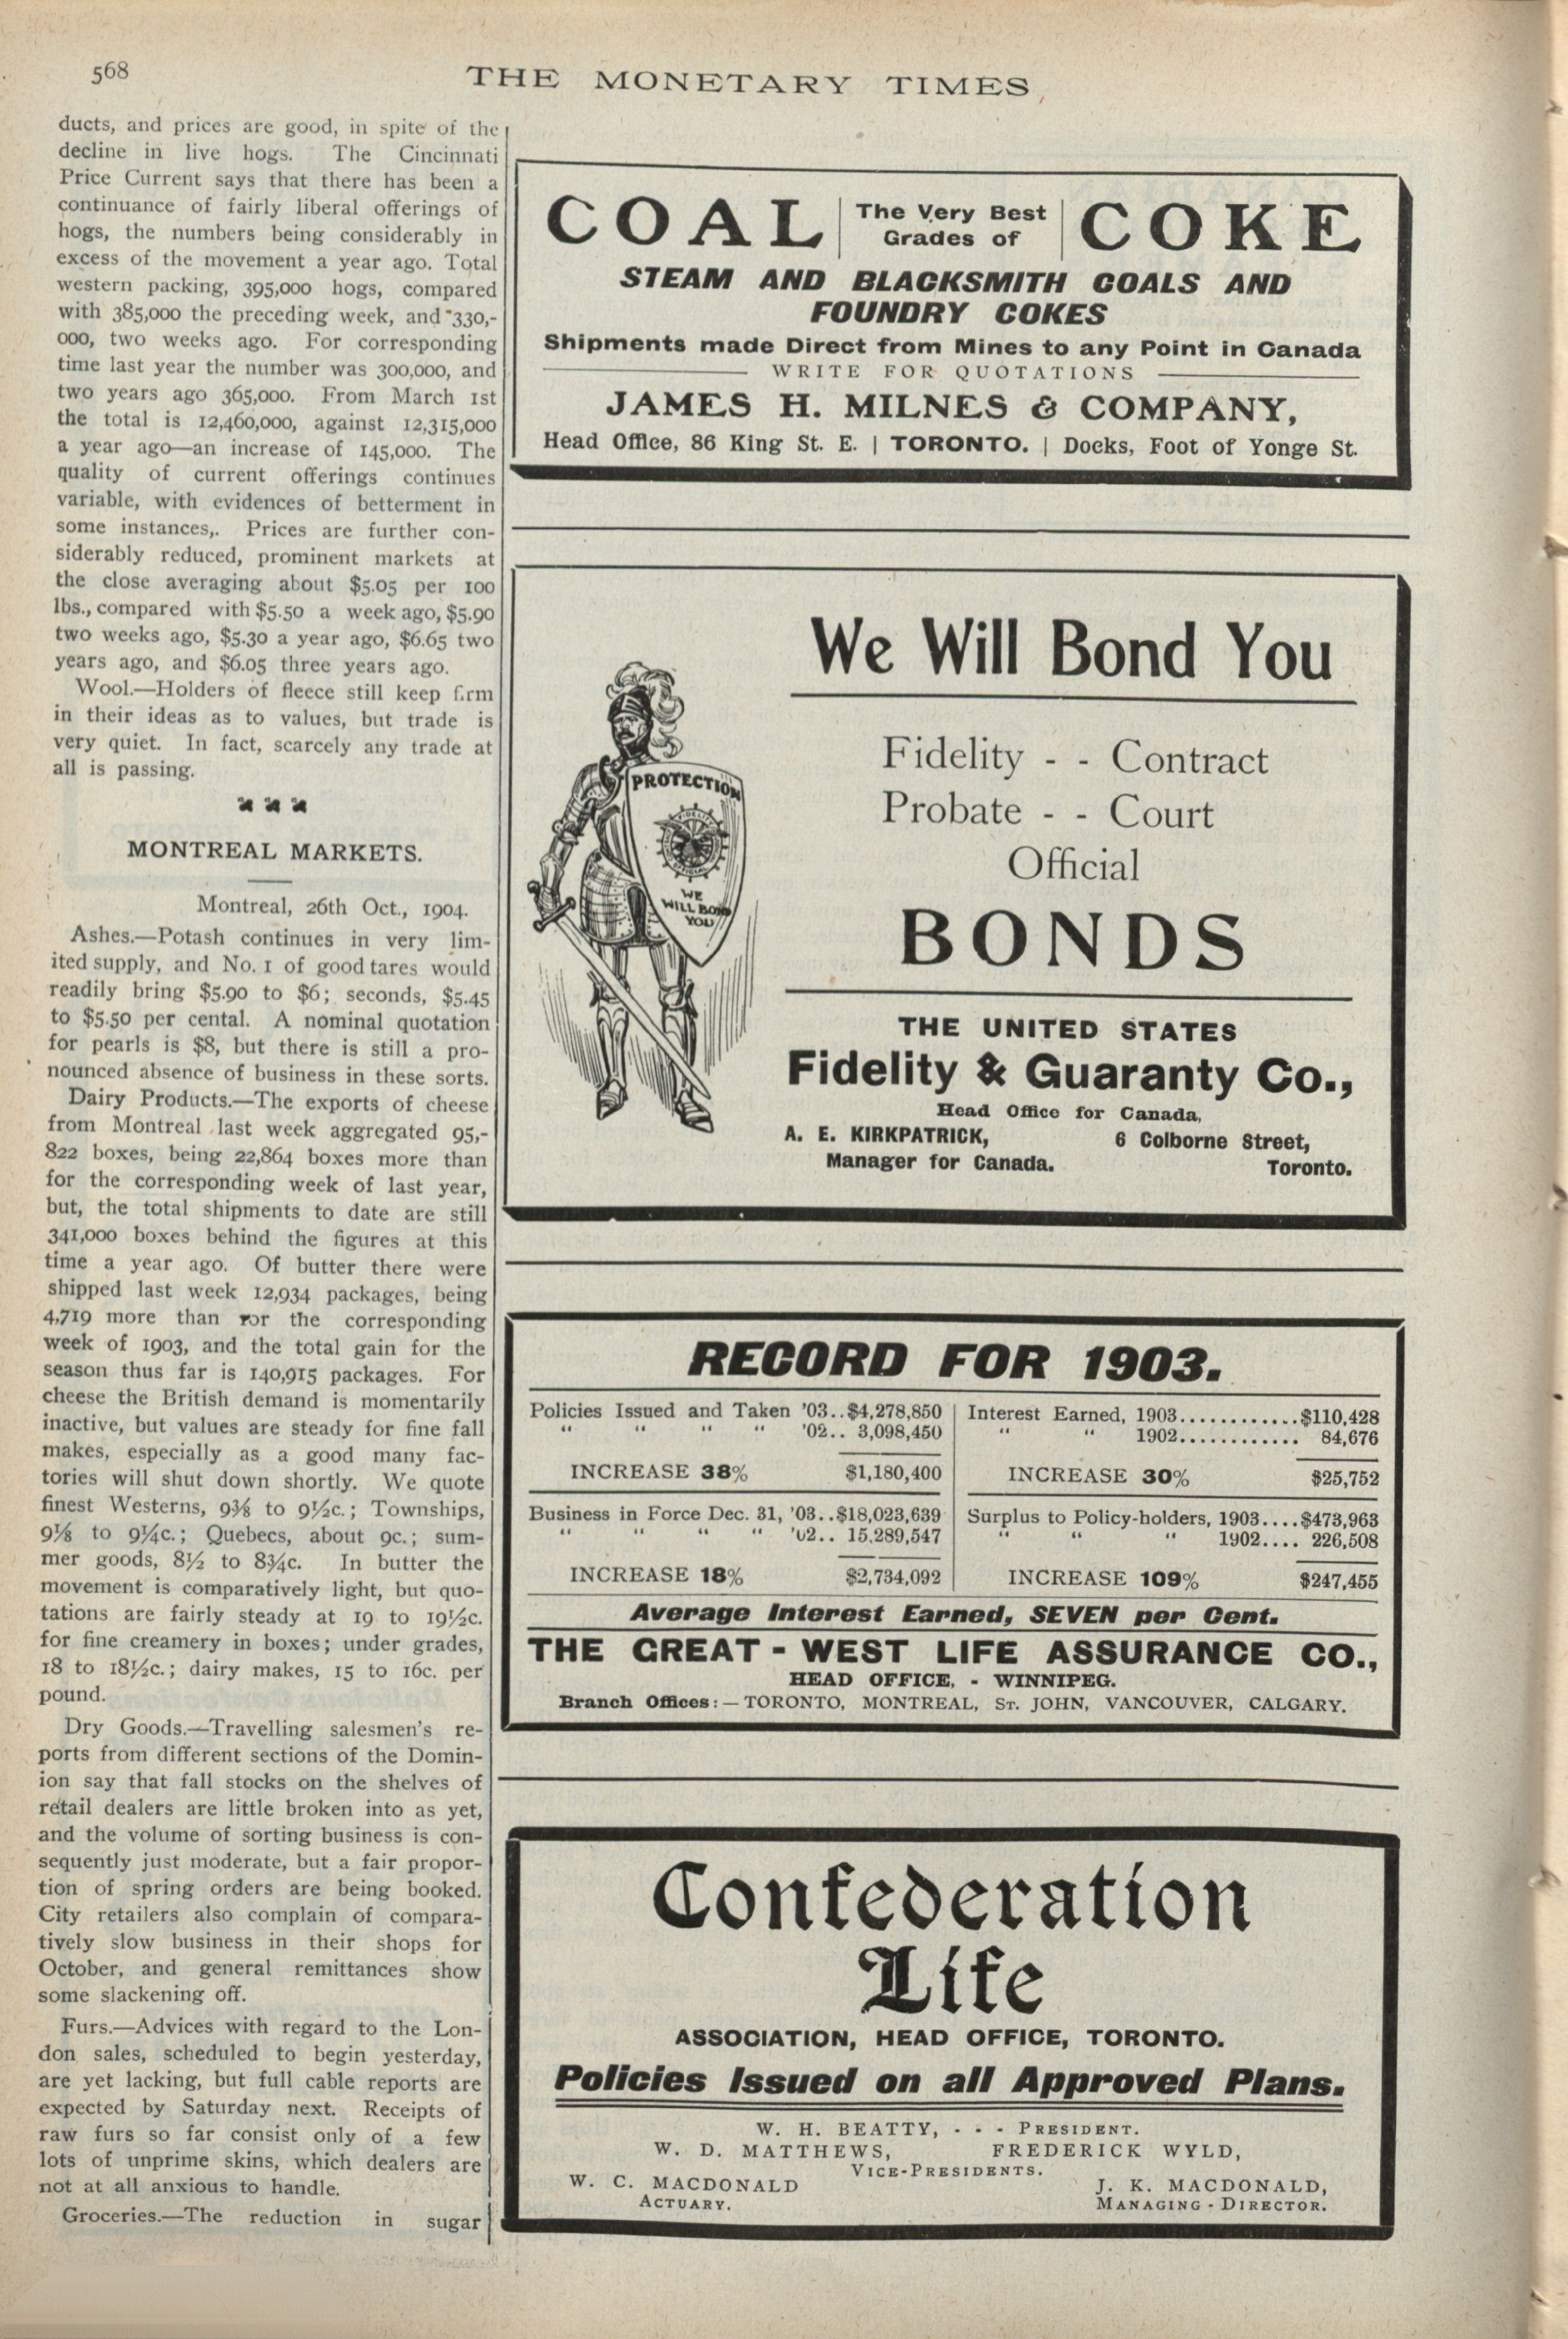 568
THE MONETARY TIMES
ducts, and prices are good, in spite of the
decline in live hogs. The Cincinnati
Price Current says that there has been a
continuance of fairly liberal offerings of
hogs, the numbers being considerably in
excess of the movement a year ago. Total
western packing, 395,000 hogs, compared
with 385,000 the preceding week, and 330,-
000, two weeks ago. For corresponding
time last year the number was 300,000, and
two years ago 365,000. From March 1st
the total is 12,460,000, against 12,315,000
a year ago—an increase of 145,000. The
quality of current offerings continues
variable, with evidences of betterment in
some instances,. Prices are further con-
siderably reduced, prominent markets at
the close averaging about $5.05 per 100
lbs., compared with $5.50 a week ago, $5.90
two weeks ago, $5.30 a year ago, $6.65 two
years ago, and $6.05 three years ago.
Wool.—Holders of fleece still keep firm
in their ideas as to values, but trade is
very quiet. In fact, scarcely any trade at
all is passing.
MONTREAL MARKETS.
Montreal, 26th Oct., 1904.
Ashes.—Potash continues in very lim-
ited supply, and No. 1 of good tares would
readily bring $5.90 to $6; seconds, $5.45
to $5.50 per cental. A nominal quotation
for pearls is $8, but there is still a pro-
nounced absence of business in these sorts.
Dairy Products.—The exports of cheese
from Montreal last week aggregated 95,-
822 boxes, being 22,864 boxes more than
for the corresponding week of last year,
but, the total shipments to date are still
341,000 boxes behind the figures at this
time a year ago. Of butter there were
shipped last week 12,934 packages, being
4,719 more than for the corresponding
week of 1903, and the total gain for the
season thus far is 140,915 packages. For
cheese the British demand is momentarily
inactive, but values are steady for fine fall
makes, especially as a good many fac-
tories will shut down shortly. We quote
finest Westerns, 9⅜ to 9½c.; Townships,
9⅛ to 9¼c.; Quebecs, about 9c.; sum-
mer goods, 8½ to 8¾c. In butter the
movement is comparatively light, but quo-
tations are fairly steady at 19 to 19½c.
for fine creamery in boxes; under grades,
18 to 18½c.; dairy makes, 15 to 16c. per
pound.
Dry Goods.—Travelling salesmen's re-
ports from different sections of the Domin-
ion say that fall stocks on the shelves of
retail dealers are little broken into as yet,
and the volume of sorting business is con-
sequently just moderate, but a fair propor-
tion of spring orders are being booked.
City retailers also complain of compara-
tively slow business in their shops for
October, and general remittances show
some slackening off.
Furs.—Advices with regard to the Lon-
don sales, scheduled to begin yesterday,
are yet lacking, but full cable reports are
expected by Saturday next. Receipts of
raw furs so far consist only of a few
lots of unprime skins, which dealers are
not at all anxious to handle.
Groceries.—The reduction in sugar
COAL | The Very Best Grades of | COKE
STEAM AND BLACKSMITH COALS AND
FOUNDRY COKES
Shipments made Direct from Mines to any Point in Canada
WRITE FOR QUOTATIONS
JAMES H. MILNES & COMPANY,
Head Office, 86 King St. E. | TORONTO. | Docks, Foot of Yonge St.
We Will Bond You
PROTECTION
WE
WILL BOND
YOU
Fidelity - - Contract
Probate - - Court
Official
BONDS
THE UNITED STATES
Fidelity & Guaranty Co.,
Head Office for Canada,
A. E. KIRKPATRICK, 6 Colborne Street,
Manager for Canada. Toronto.
RECORD FOR 1903.
Policies Issued and Taken '03..$4,278,850
" " " " '02.. 3,098,450
INCREASE 38% $1,180,400
Interest Earned, 1903............$110,428
" " 1902............ 84,676
INCREASE 30% $25,752
Business in Force Dec. 31, '03..$18,023,639
" " " " '02.. 15,289,547
INCREASE 18% $2,734,092
Surplus to Policy-holders, 1903....$473,963
" " " 1902.... 226,508
INCREASE 109% $247,455
Average Interest Earned, SEVEN per Cent.
THE GREAT-WEST LIFE ASSURANCE CO.,
HEAD OFFICE, - WINNIPEG.
Branch Offices:—TORONTO, MONTREAL, ST. JOHN, VANCOUVER, CALGARY.
Confederation
Life
ASSOCIATION, HEAD OFFICE, TORONTO.
Policies Issued on all Approved Plans.
W. H. BEATTY, - - - PRESIDENT.
W. D. MATTHEWS, FREDERICK WYLD,
VICE-PRESIDENTS.
W. C. MACDONALD J. K. MACDONALD,
ACTUARY. MANAGING-DIRECTOR.